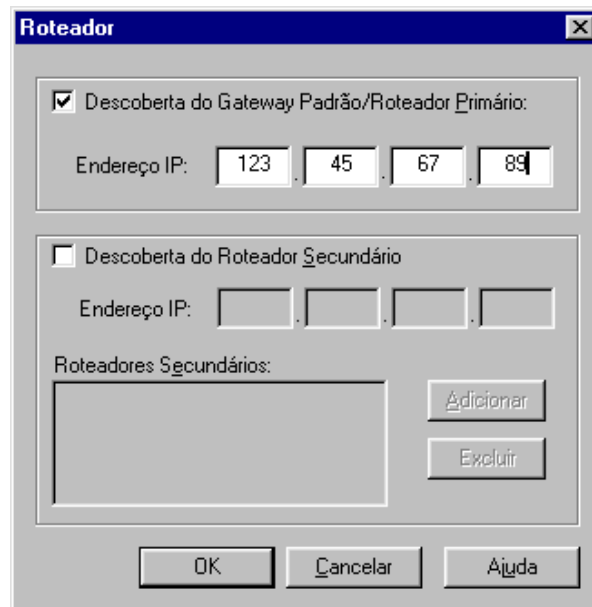 Roteador
Descoberta do Gateway Padrão/Roteador Primário:
Endereço IP: 123 . 45 . 67 . 89
Descoberta do Roteador Secundário
Endereço IP: . . .
Roteadores Secundários:
Adicionar
Excluir
OK Cancelar Ajuda